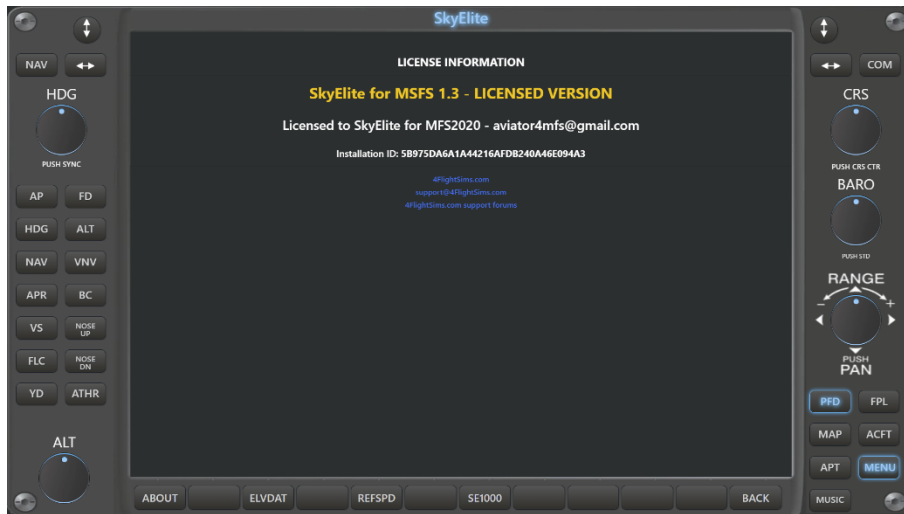 SkyElite
NAV
HDG
PUSH SYNC
AP FD
HDG ALT
NAV VNV
APR BC
VS NOSE UP
FLC NOSE DN
YD ATHR
ALT
LICENSE INFORMATION
SkyElite for MSFS 1.3 - LICENSED VERSION
Licensed to SkyElite for MFS2020 - aviator4mfs@gmail.com
Installation ID: 5B975DA6A1A44216AFDB240A46E094A3
4FlightSims.com
support@4FlightSims.com
4FlightSims.com support forums
COM
CRS
PUSH CRS CTR
BARO
PUSH STD
RANGE
- +
PUSH
PAN
PFD FPL
MAP ACFT
APT MENU
MUSIC
ABOUT ELVDAT REFSPD SE1000 BACK